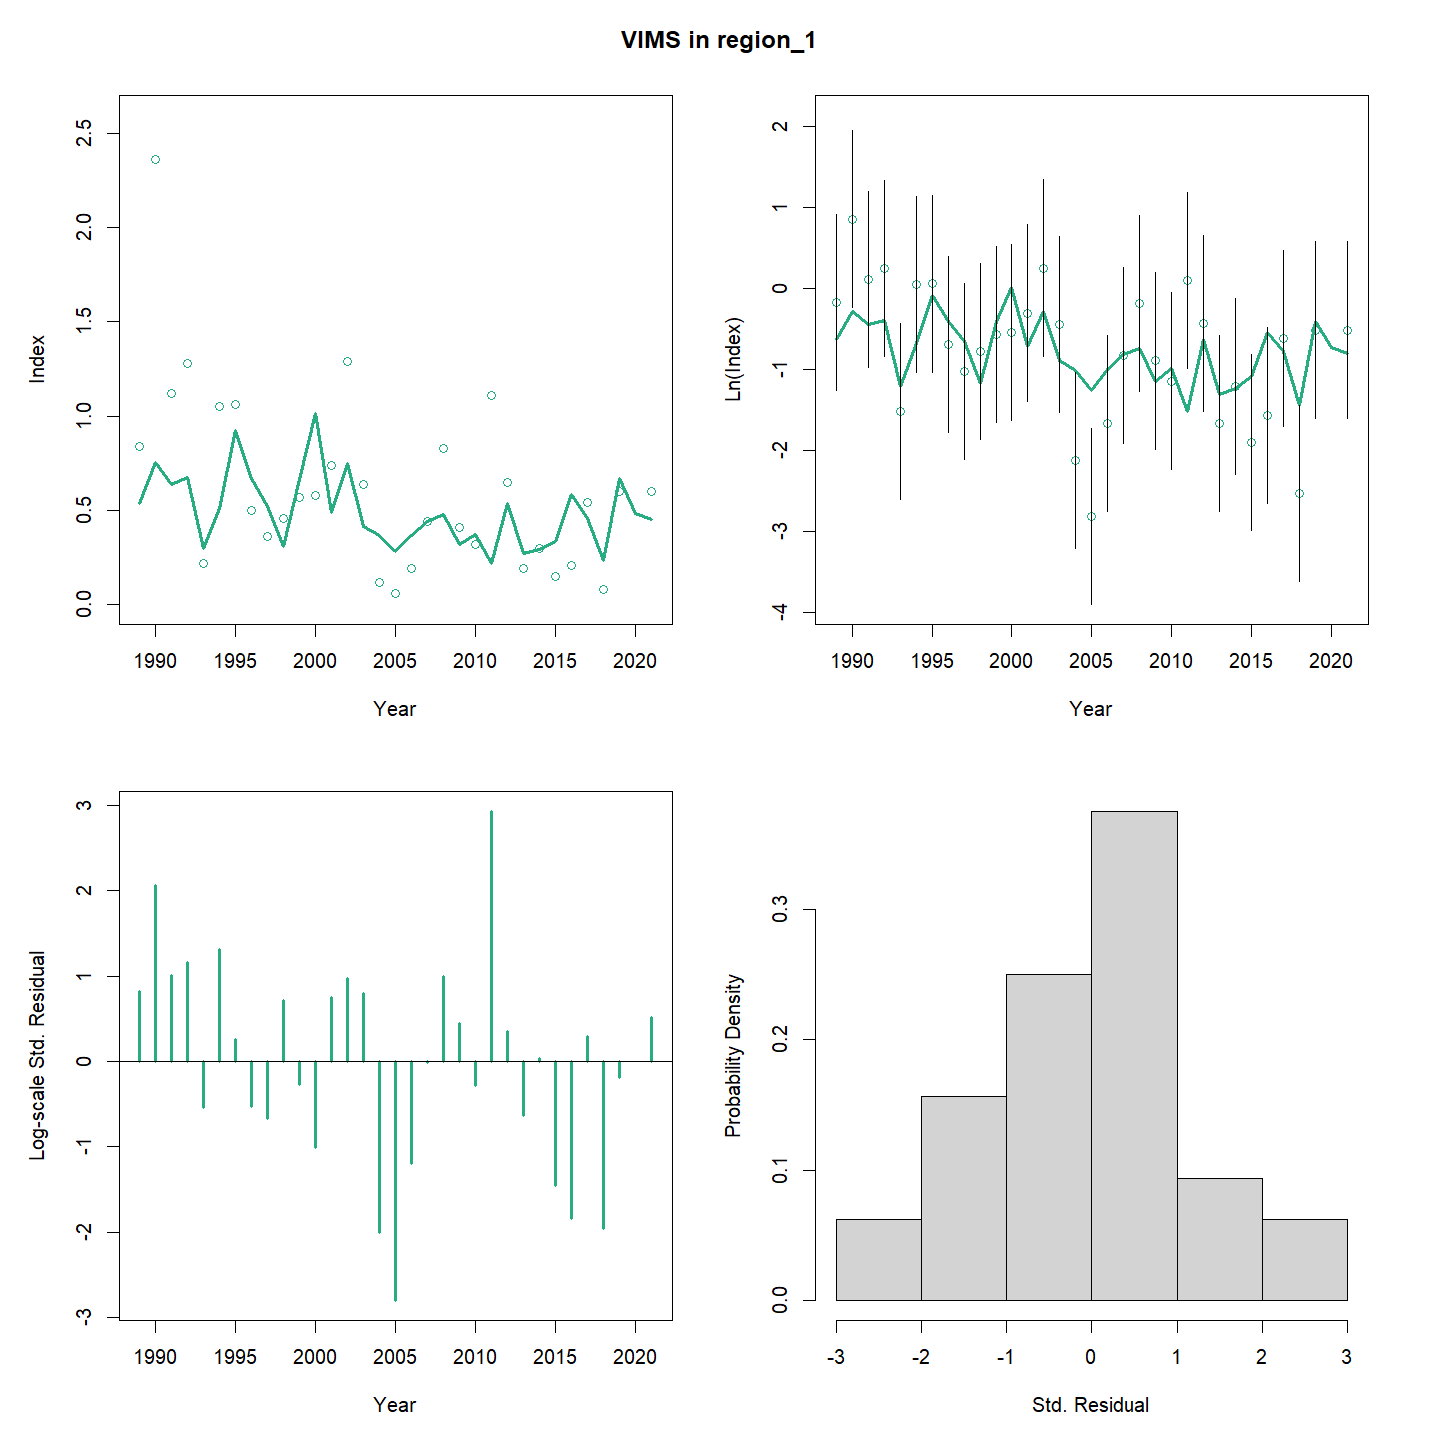 VIMS in region_1
Index
0.0 0.5 1.0 1.5 2.0 2.5
1990 1995 2000 2005 2010 2015 2020
Year
Ln(Index)
-4 -3 -2 -1 0 1 2
1990 1995 2000 2005 2010 2015 2020
Year
Log-scale Std. Residual
-3 -2 -1 0 1 2 3
1990 1995 2000 2005 2010 2015 2020
Year
Probability Density
0.0 0.1 0.2 0.3
-3 -2 -1 0 1 2 3
Std. Residual